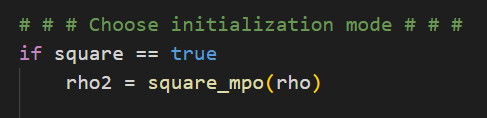 # # # Choose initialization mode # # #
if square == true
    rho2 = square_mpo(rho)